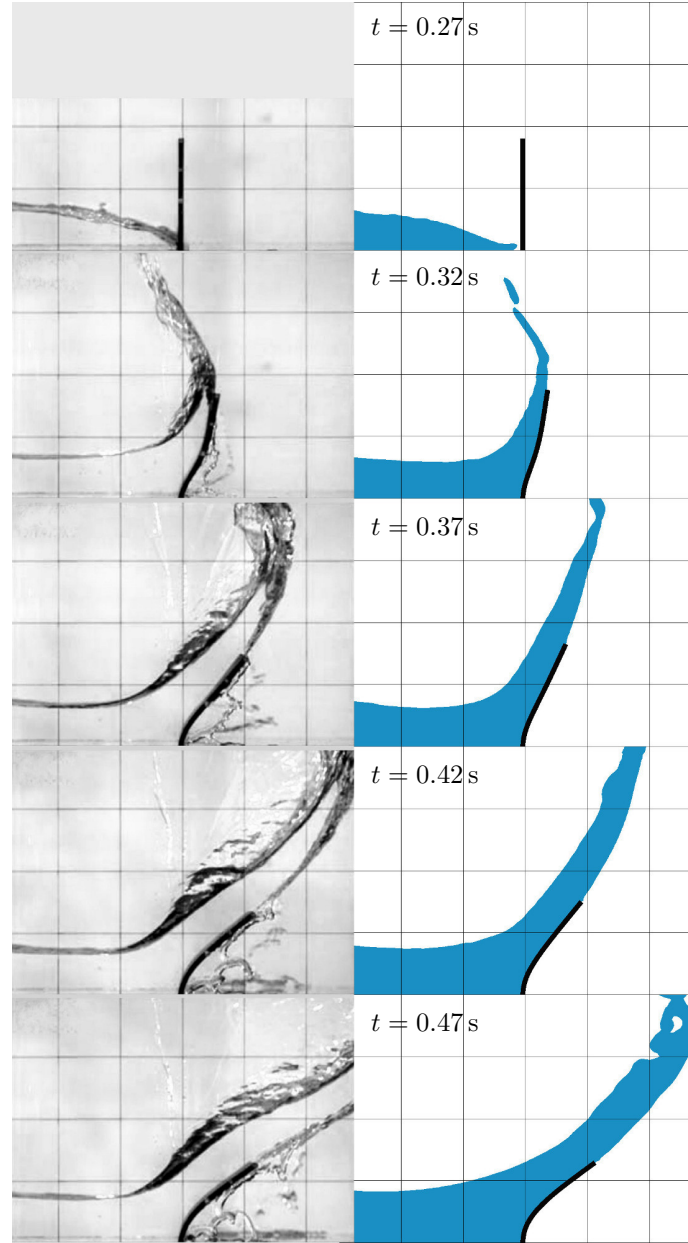 t = 0.27 s
t = 0.32 s
t = 0.37 s
t = 0.42 s
t = 0.47 s